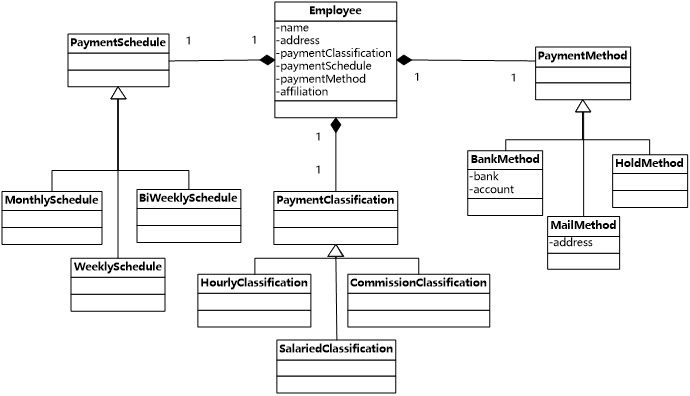 Employee
-name
-address
-paymentClassification
-paymentSchedule
-paymentMethod
-affiliation
PaymentSchedule
1
1
1
1
PaymentMethod
1
1
MonthlySchedule
BiWeeklySchedule
WeeklySchedule
PaymentClassification
HourlyClassification
CommissionClassification
SalariedClassification
BankMethod
-bank
-account
HoldMethod
MailMethod
-address